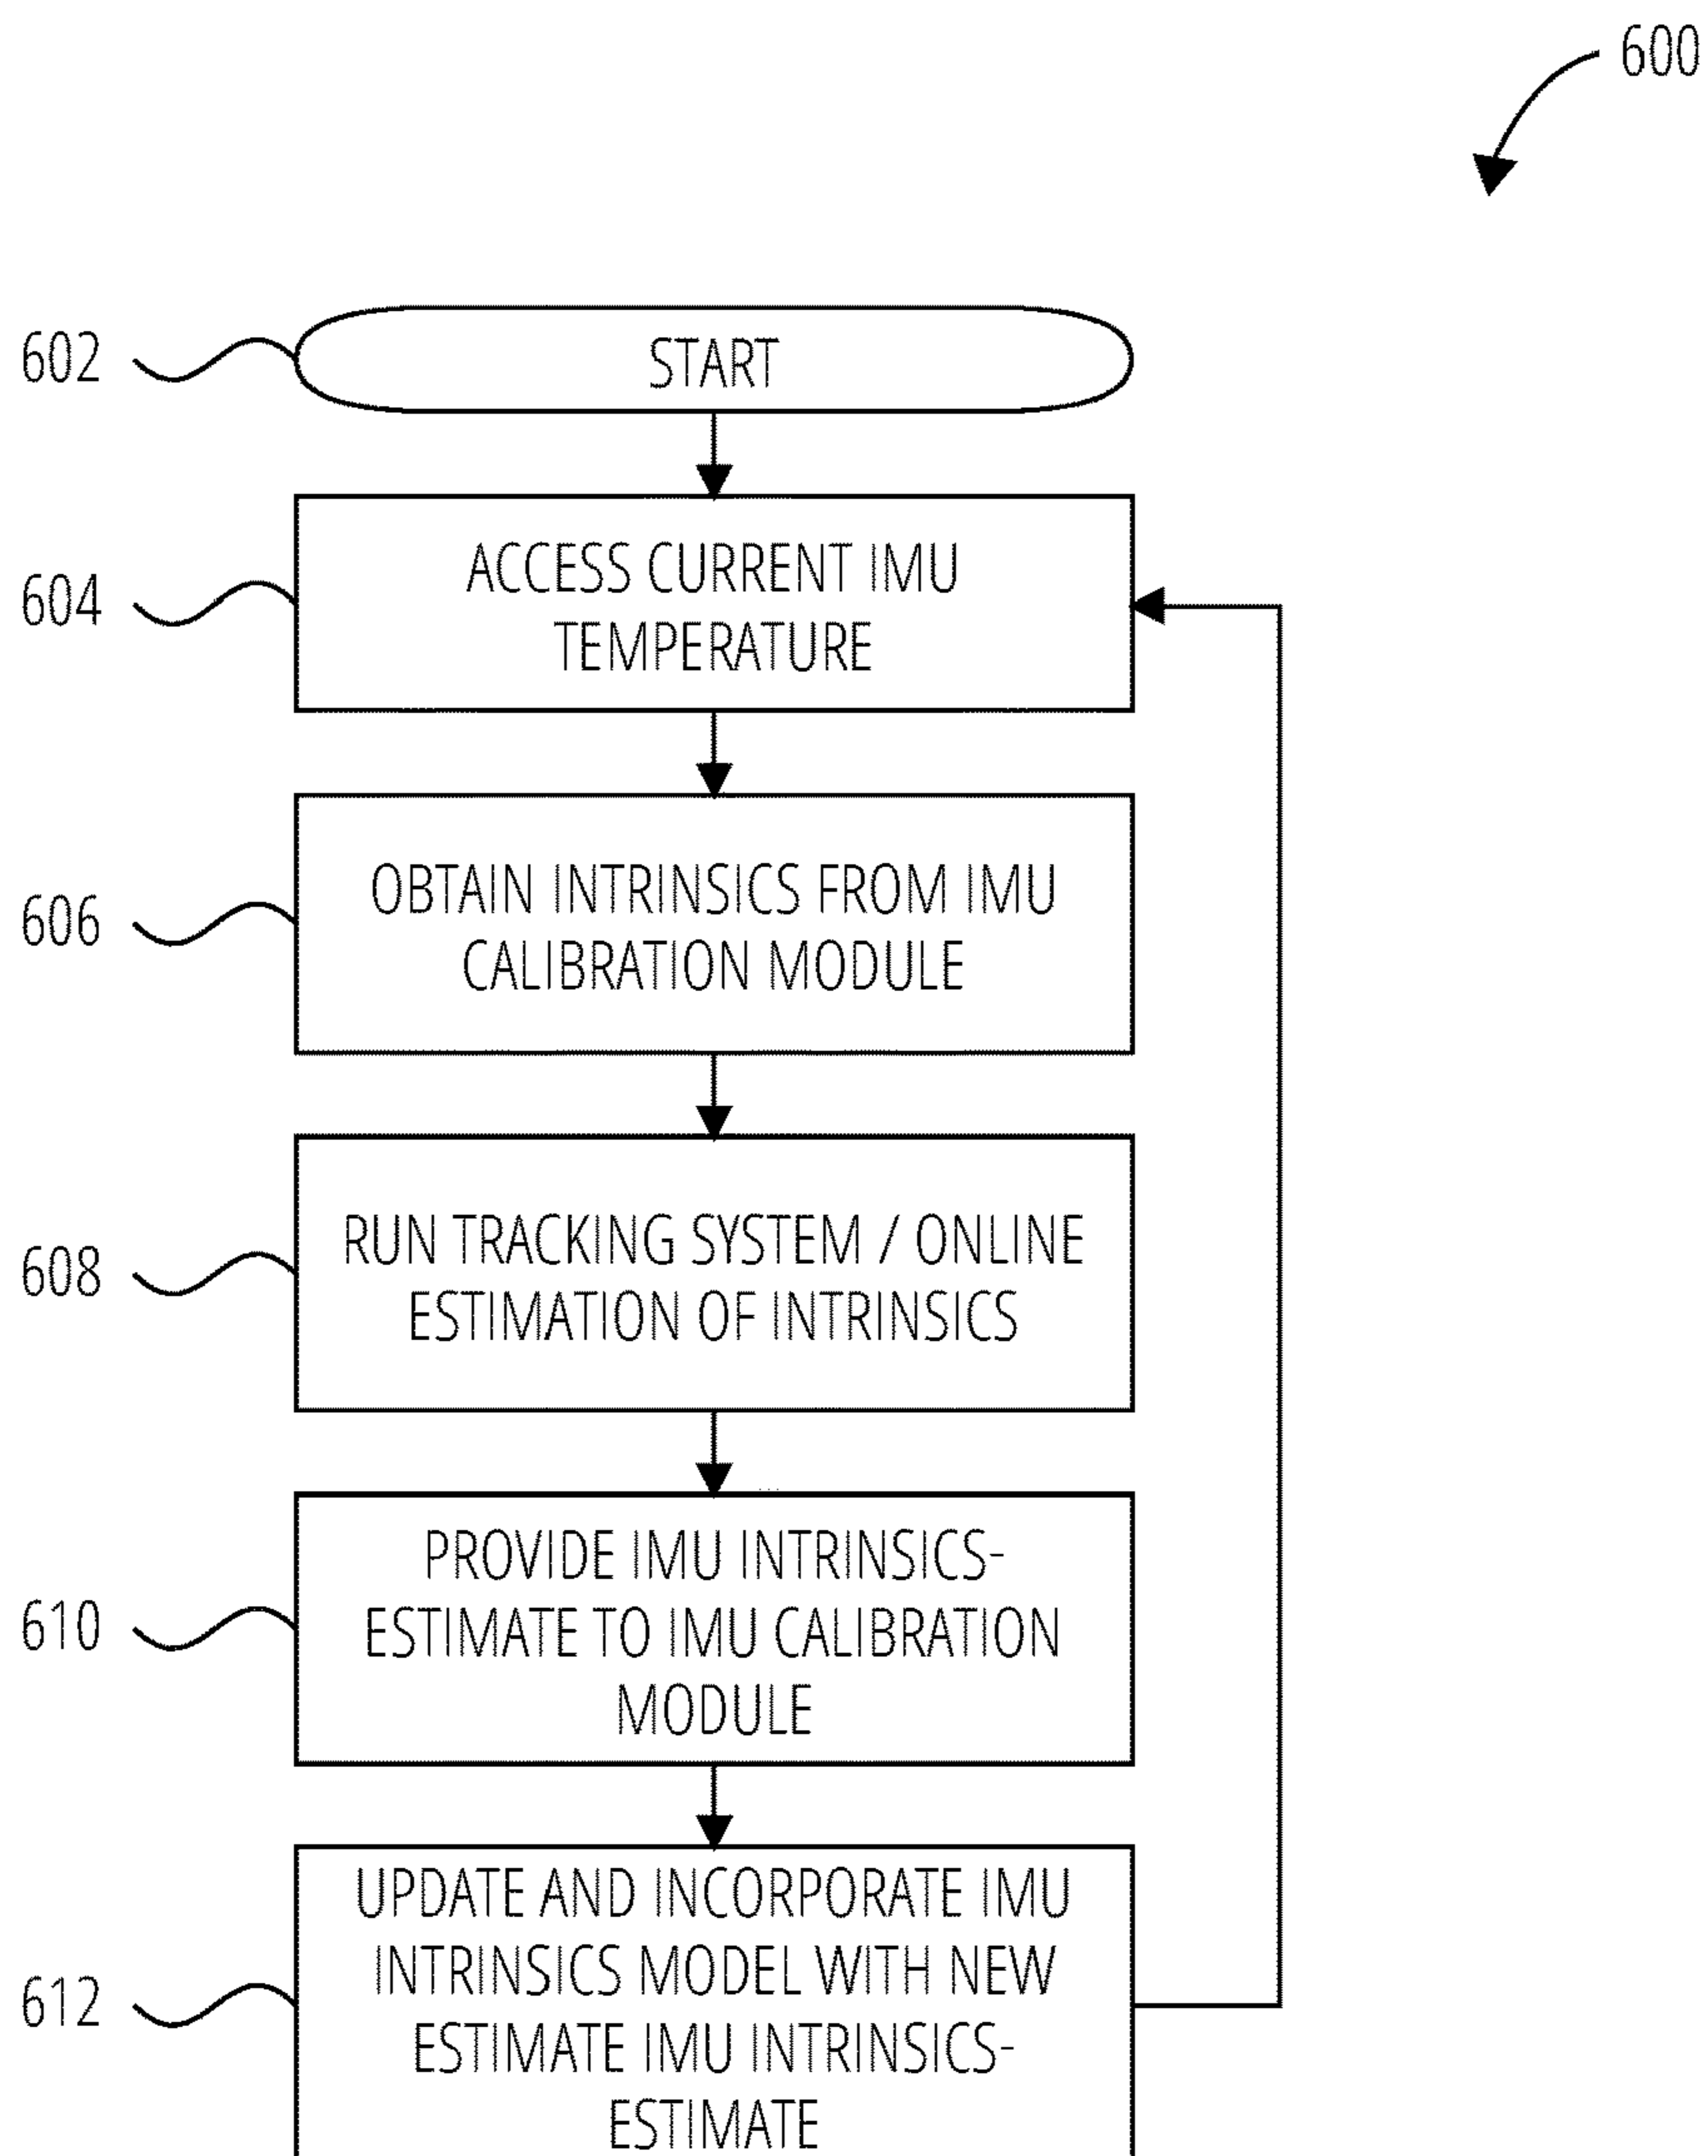 600
602
START
604
ACCESS CURRENT IMU
TEMPERATURE
606
OBTAIN INTRINSICS FROM IMU
CALIBRATION MODULE
608
RUN TRACKING SYSTEM / ONLINE
ESTIMATION OF INTRINSICS
610
PROVIDE IMU INTRINSICS-
ESTIMATE TO IMU CALIBRATION
MODULE
612
UPDATE AND INCORPORATE IMU
INTRINSICS MODEL WITH NEW
ESTIMATE IMU INTRINSICS-
ESTIMATE